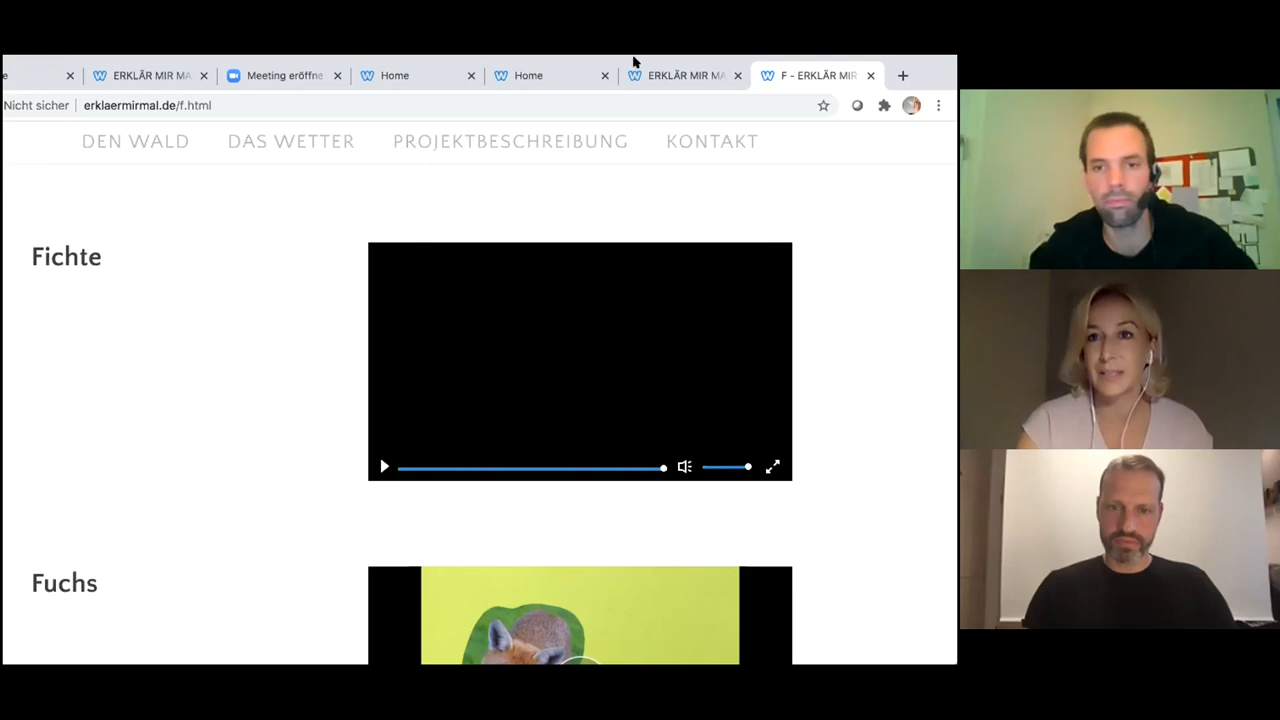 e
ERKLÄR MIR MA
Meeting eröffne
Home
Home
ERKLÄR MIR MA
F - ERKLÄR MIR
Nicht sicher
erklaermirmal.de/f.html
DEN WALD
DAS WETTER
PROJEKTBESCHREIBUNG
KONTAKT
Fichte
Fuchs